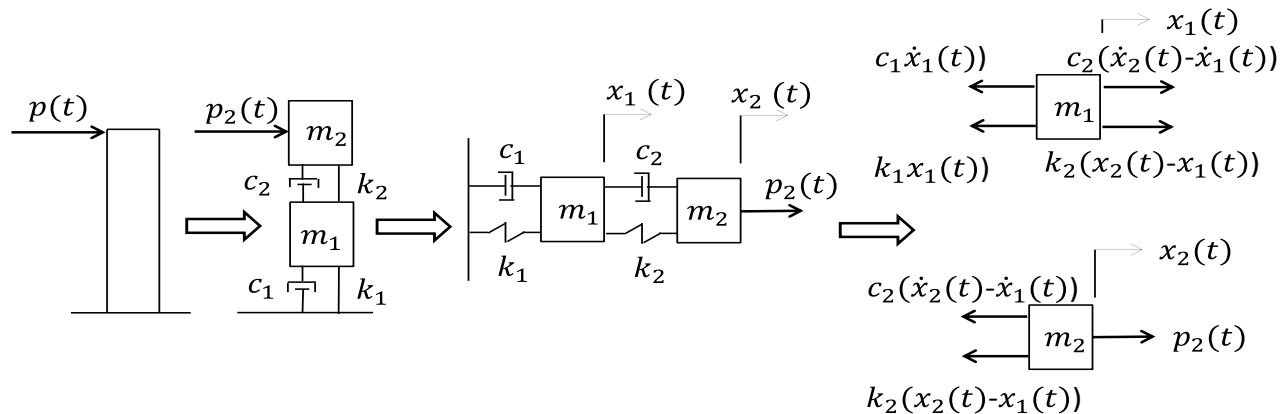 p(t)
p₂(t)
m₂
c₂
k₂
m₁
c₁
k₁
x₁ (t)
x₂ (t)
c₁
c₂
m₁
m₂
p₂(t)
k₁
k₂
x₁(t)
c₁ẋ₁(t))
c₂(ẋ₂(t)-ẋ₁(t))
m₁
k₁x₁(t))
k₂(x₂(t)-x₁(t))
x₂(t)
c₂(ẋ₂(t)-ẋ₁(t))
m₂
p₂(t)
k₂(x₂(t)-x₁(t))